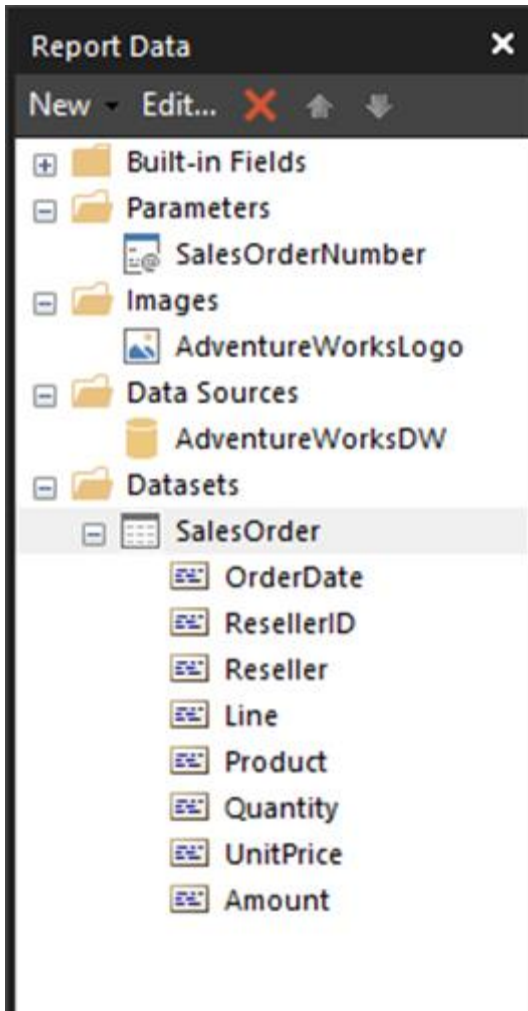 Report Data
New Edit...
Built-in Fields
Parameters
SalesOrderNumber
Images
AdventureWorksLogo
Data Sources
AdventureWorksDW
Datasets
SalesOrder
OrderDate
ResellerID
Reseller
Line
Product
Quantity
UnitPrice
Amount